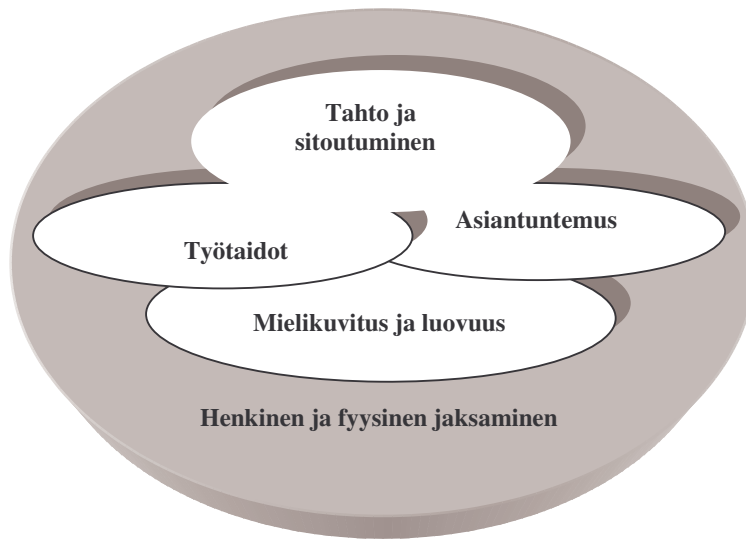 Tahto ja
sitoutuminen
Asiantuntemus
Työtaidot
Mielikuvitus ja luovuus
Henkinen ja fyysinen jaksaminen